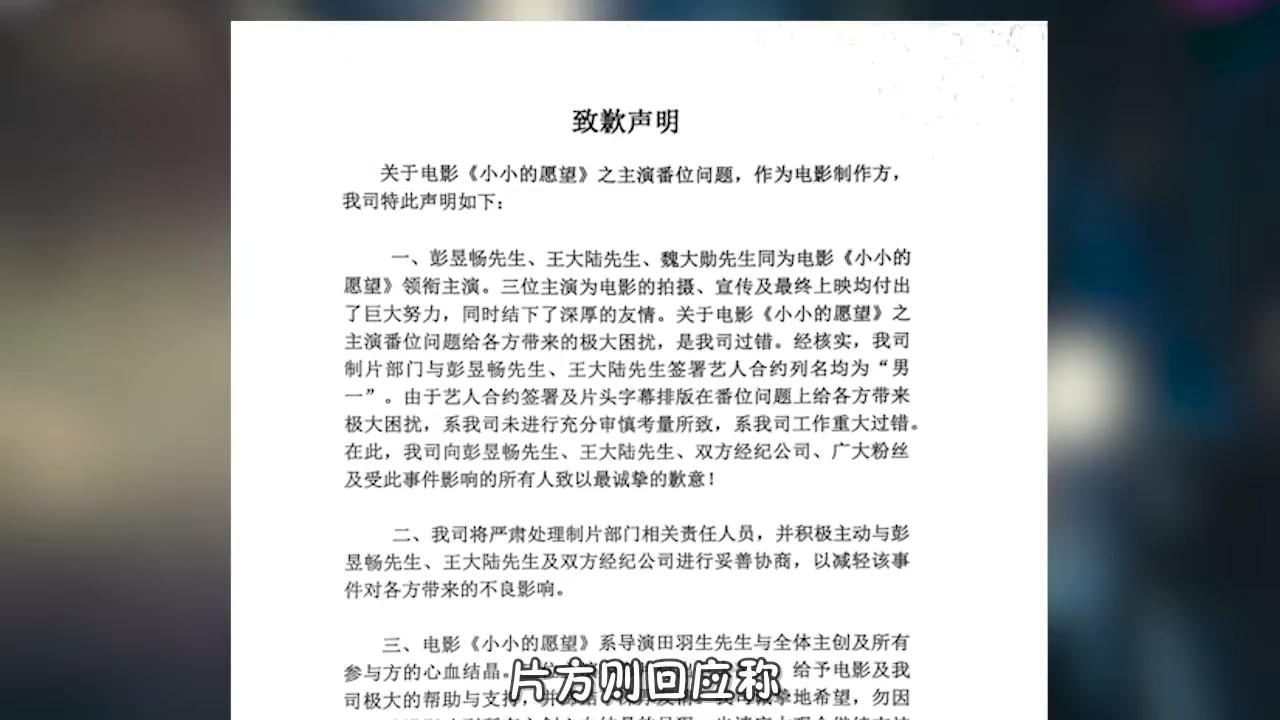 致歉声明
关于电影《小小的愿望》之主演番位问题，作为电影制作方，
我司特此声明如下：
一、彭昱畅先生、王大陆先生、魏大勋先生同为电影《小小的
愿望》领衔主演。三位主演为电影的拍摄、宣传及最终上映均付出
了巨大努力，同时结下了深厚的友情。关于电影《小小的愿望》之
主演番位问题给各方带来的极大困扰，是我司过错。经核实，我司
制片部门与彭昱畅先生、王大陆先生签署艺人合约列名均为“男
一”。由于艺人合约签署及片头字幕排版在番位问题上给各方带来
极大困扰，系我司未进行充分审慎考量所致，系我司工作重大过错。
在此，我司向彭昱畅先生、王大陆先生、双方经纪公司、广大粉丝
及受此事件影响的所有人致以最诚挚的歉意！
二、我司将严肃处理制片部门相关责任人员，并积极主动与彭
昱畅先生、王大陆先生及双方经纪公司进行妥善协商，以减轻该事
件对各方带来的不良影响。
三、电影《小小的愿望》系导演田羽生先生与全体主创及所有
参与方的心血结晶。 给予电影及我
司极大的帮助与支持， 地希望，勿因
片方则回应称